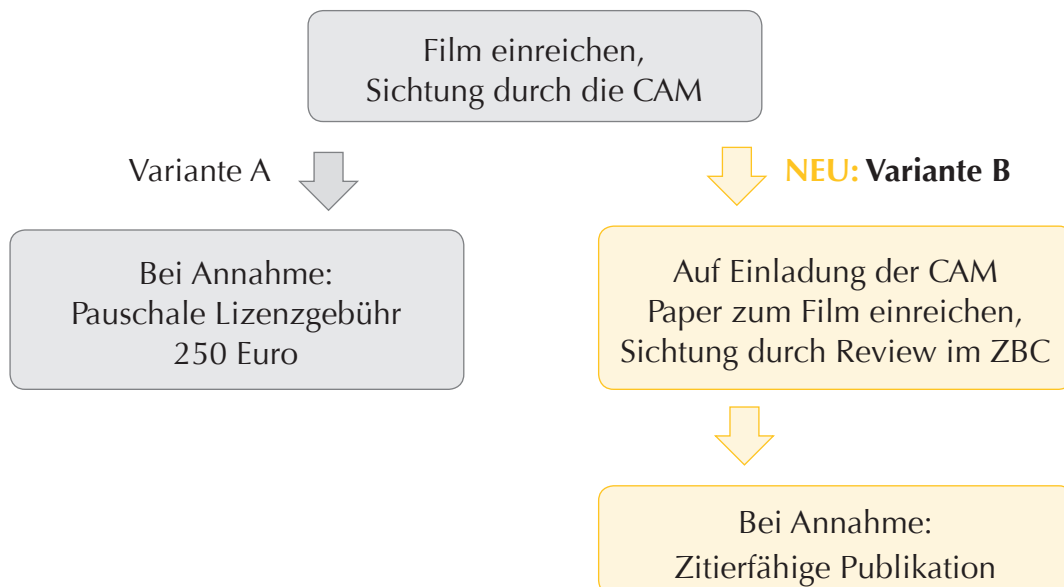 Film einreichen,
Sichtung durch die CAM
Variante A
NEU: Variante B
Bei Annahme:
Pauschale Lizenzgebühr
250 Euro
Auf Einladung der CAM
Paper zum Film einreichen,
Sichtung durch Review im ZBC
Bei Annahme:
Zitierfähige Publikation